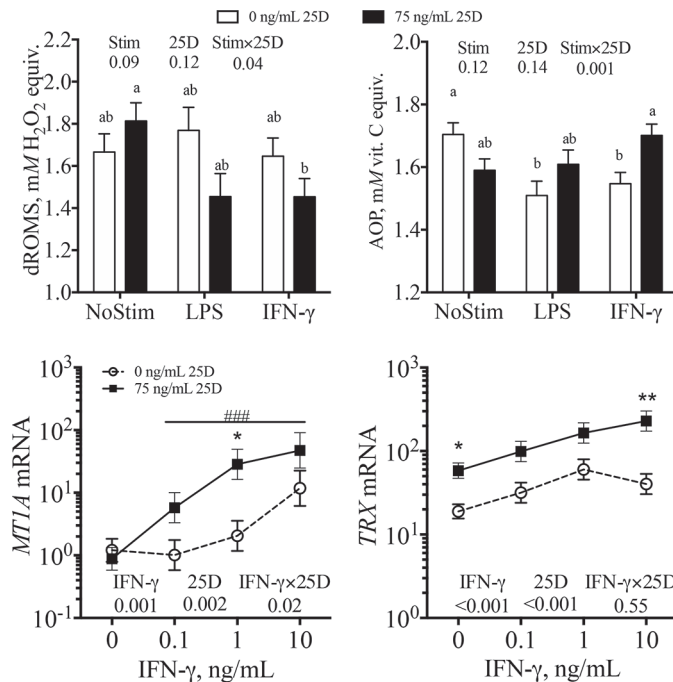 0 ng/mL 25D 75 ng/mL 25D
Stim 25D Stim×25D
0.09 0.12 0.04
dROMS, mM H₂O₂ equiv.
2.2
2.0
1.8
1.6
1.4
1.2
1.0
ab a ab ab ab b
NoStim LPS IFN-γ
Stim 25D Stim×25D
0.12 0.14 0.001
AOP, mM vit. C equiv.
2.0
1.8
1.6
1.4
1.2
a ab b ab b a
NoStim LPS IFN-γ
0 ng/mL 25D
75 ng/mL 25D
MT1A mRNA
10³
10²
10¹
10⁰
10⁻¹
###
*
IFN-γ 25D IFN-γ×25D
0.001 0.002 0.02
0 0.1 1 10
IFN-γ, ng/mL
TRX mRNA
10³
10²
10¹
10⁰
* **
IFN-γ 25D IFN-γ×25D
<0.001 <0.001 0.55
0 0.1 1 10
IFN-γ, ng/mL